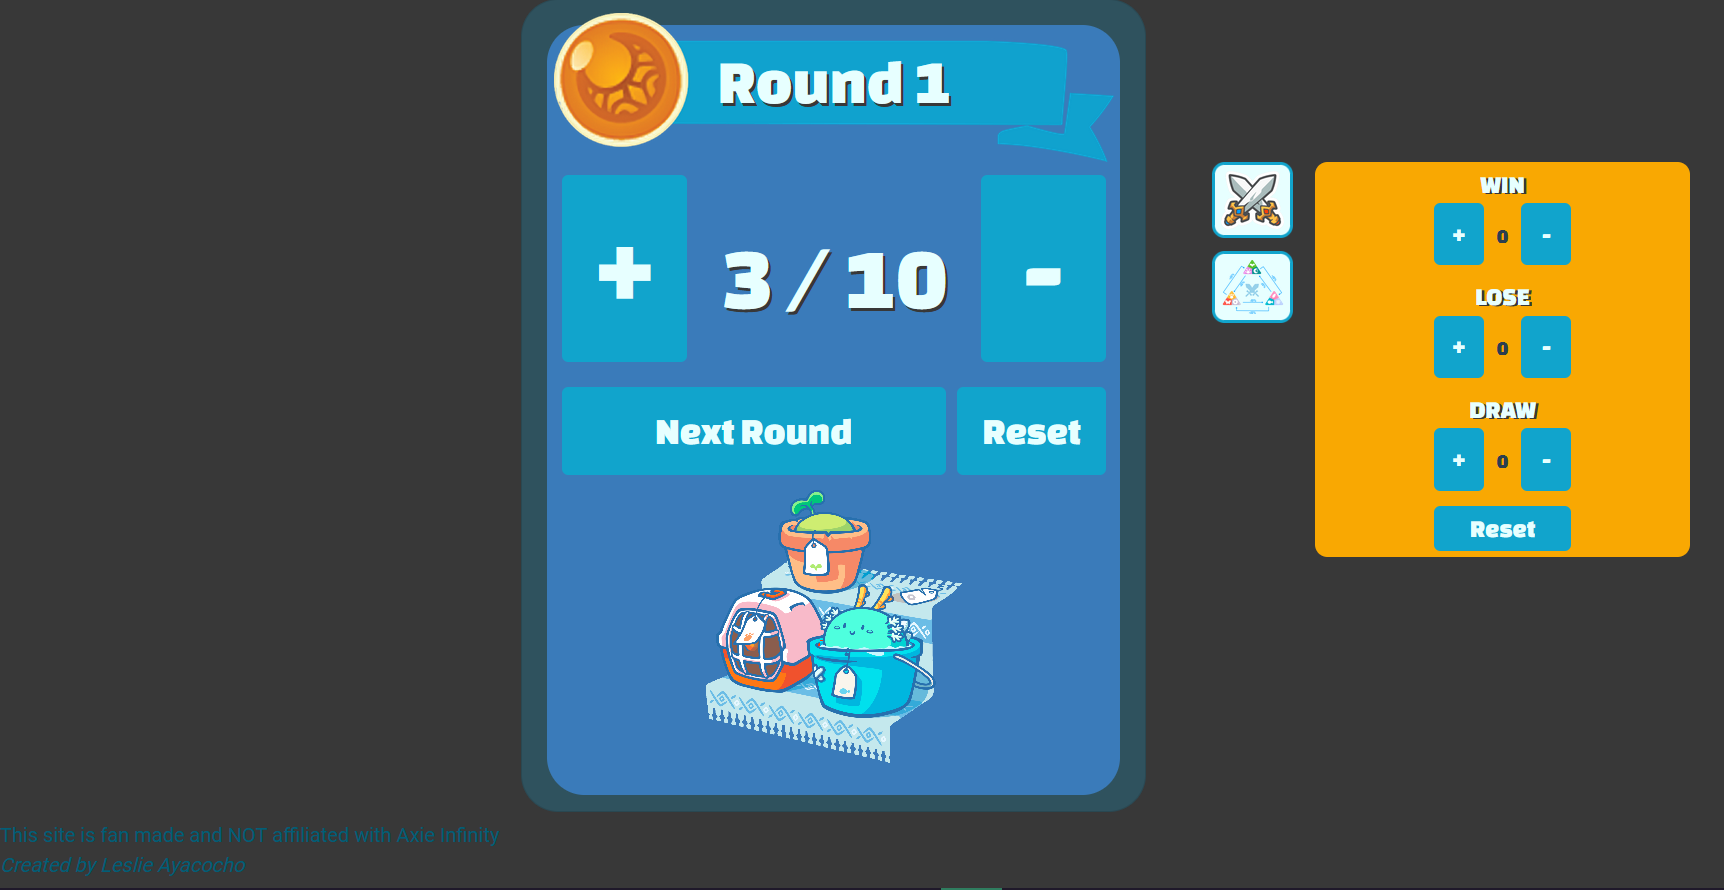 Round 1
+ 3 / 10 -
Next Round Reset
WIN
+ 0 -
LOSE
+ 0 -
DRAW
+ 0 -
Reset
This site is fan made and NOT affiliated with Axie Infinity
Created by Leslie Ayacocho